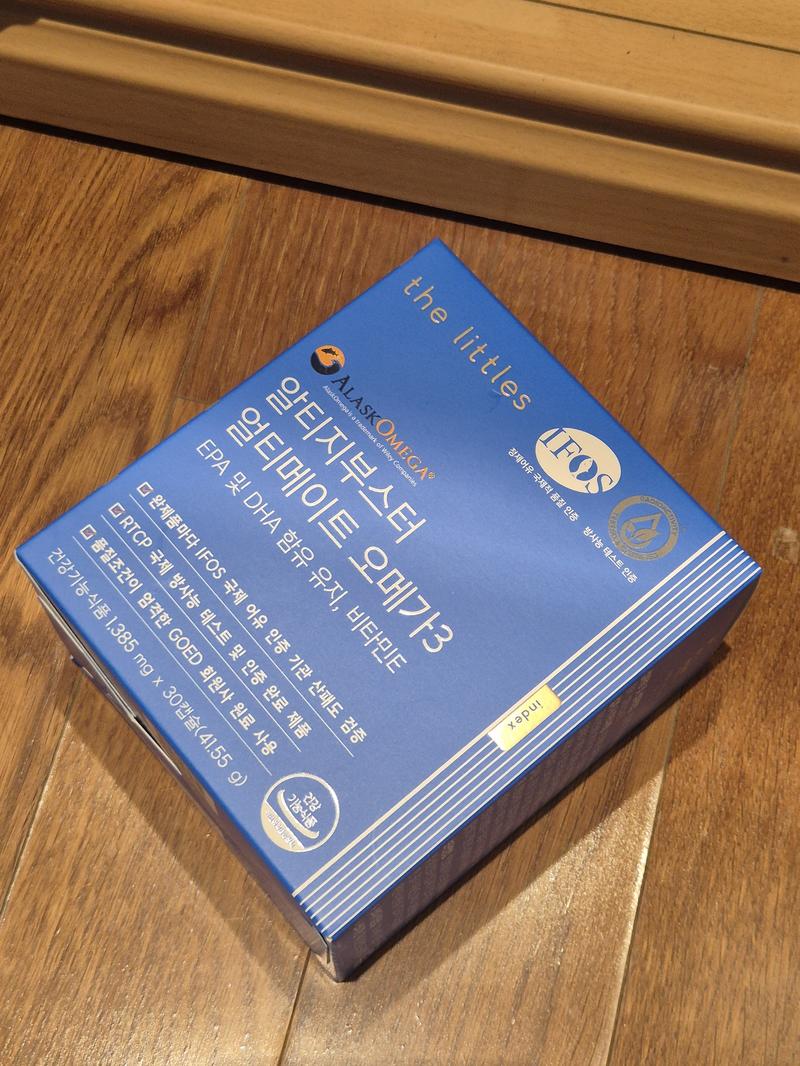 the littles
ALASKOMEGA®
AlaskOmega is a trademark of Wiley Companies
알티지부스터
얼티메이트 오메가3
EPA 및 DHA 함유 유지, 비타민E
IFOS
정제어유 국제적 품질 인증
방사능 테스트 인증
완제품마다 IFOS 국제 어유 인증 기관 산패도 검증
RTCP 국제 방사능 테스트 및 인증 완료 제품
품질조건이 엄격한 GOED 회원사 원료 사용
건강기능식품 1,385 mg x 30캡슐(41.55 g)
건강
기능식품
index